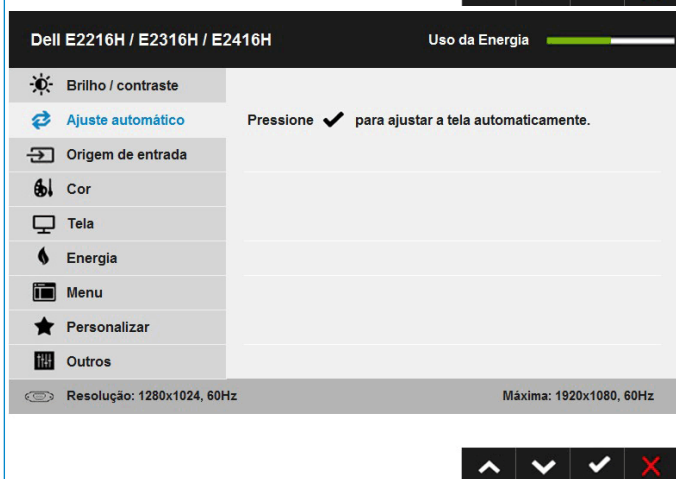 Dell E2216H / E2316H / E2416H Uso da Energia
Brilho / contraste
Ajuste automático Pressione ✔ para ajustar a tela automaticamente.
Origem de entrada
Cor
Tela
Energia
Menu
Personalizar
Outros
Resolução: 1280x1024, 60Hz Máxima: 1920x1080, 60Hz